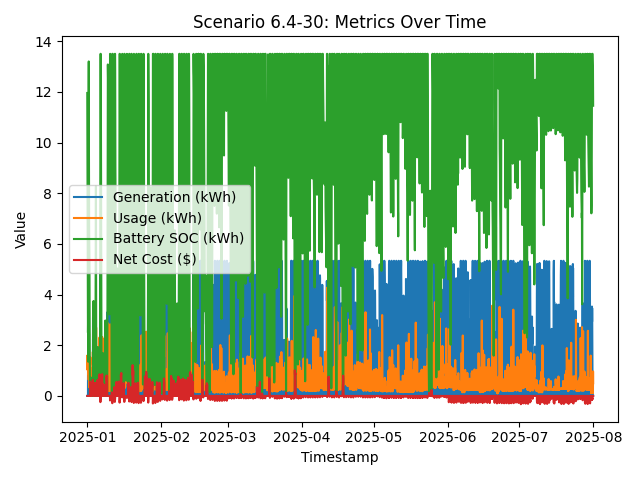 Scenario 6.4-30: Metrics Over Time
14
12
10
8
6
4
2
0
Value
Generation (kWh)
Usage (kWh)
Battery SOC (kWh)
Net Cost ($)
2025-01 2025-02 2025-03 2025-04 2025-05 2025-06 2025-07 2025-08
Timestamp